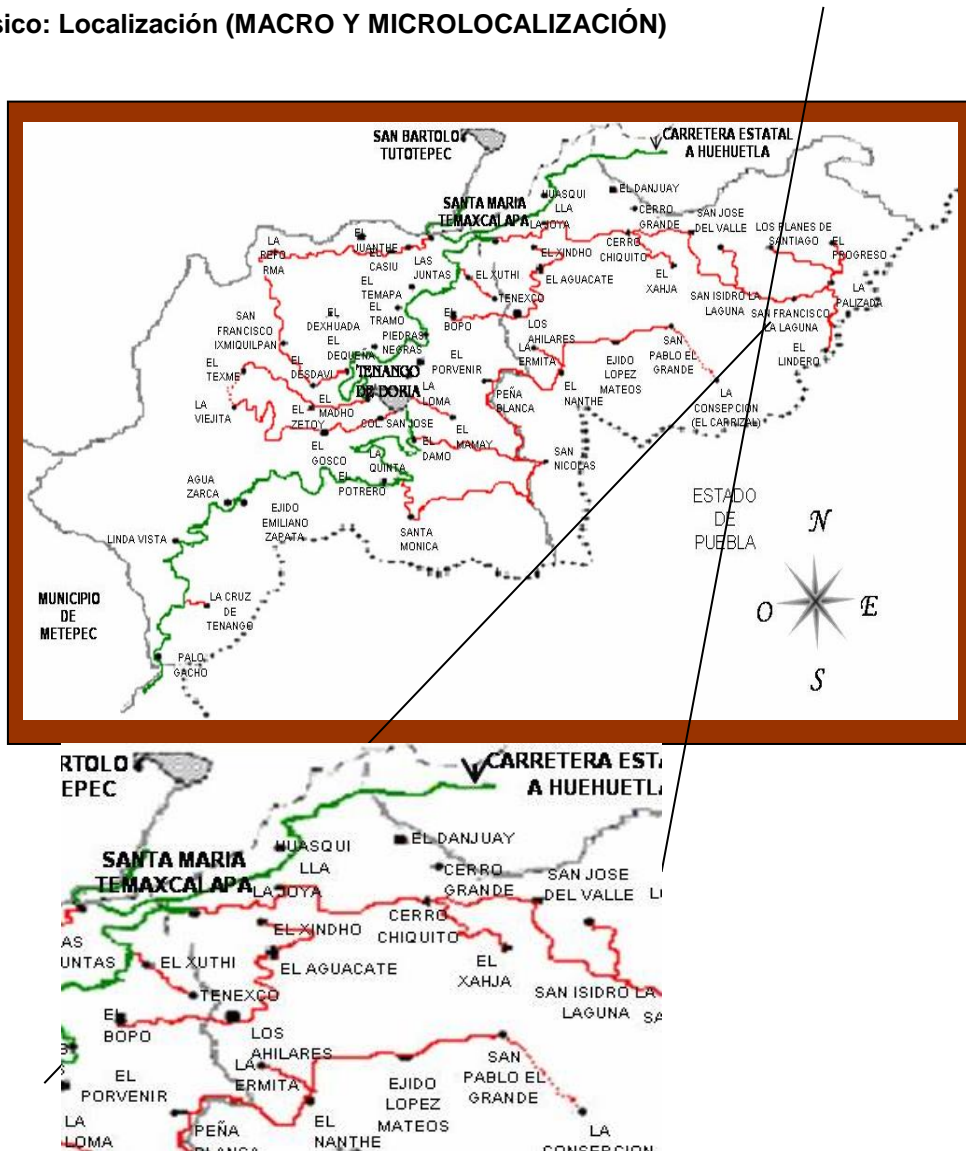 sico: Localización (MACRO Y MICROLOCALIZACIÓN)
SAN BARTOLO
TUTOTEPEC
CARRETERA ESTATAL
A HUEHUETLA
HUASQUI
LLA
EL DANJUAY
SANTA MARIA
TEMAXCALAPA
LA JOYA
CERRO
GRANDE
SAN JOSE
DEL VALLE
LOS PLANES DE
SANTIAGO
EL
PROGRESO
LA
REFO
RMA
EL
JUANTHE
EL
CASIU
LAS
JUNTAS
EL XINDHO
CERRO
CHIQUITO
EL XUTHI
EL AGUACATE
EL
XAHJA
LA
PALIZADA
EL
TEMAPA
TENEXCO
SAN ISIDRO LA
LAGUNA
SAN FRANCISCO
LA LAGUNA
EL
TRAMO
EL
DEXHUADA
EL
BOPO
LOS
AHILARES
SAN
FRANCISCO
IXMIQUILPAN
PIEDRAS
NEGRAS
EL
DEQUEÑA
LA
ERMITA
EJIDO
LOPEZ
MATEOS
SAN
PABLO EL
GRANDE
EL
LINDERO
EL
TEXME
EL
DESDAVI
TENANGO
DE DORIA
EL
PORVENIR
LA
LOMA
PEÑA
BLANCA
EL
NANTHE
LA
CONSEPCION
(EL CARRIZAL)
LA
VIEJITA
EL
ZETOY
EL
MADHO
COL. SAN JOSE
EL
MAMAY
EL
GOSCO
LA
QUINTA
EL
DAMO
SAN
NICOLAS
EL
POTRERO
AGUA
ZARCA
EJIDO
EMILIANO
ZAPATA
SANTA
MONICA
ESTADO
DE
PUEBLA
LINDA VISTA
MUNICIPIO
DE
METEPEC
LA CRUZ
DE
TENANGO
PALO
GACHO
N
O
E
S
RTOLO
EPEC
CARRETERA ESTA
A HUEHUETL
HUASQUI
LLA
EL DANJUAY
SANTA MARIA
TEMAXCALAPA
LA JOYA
CERRO
GRANDE
SAN JOSE
DEL VALLE
L
EL XINDHO
CERRO
CHIQUITO
AS
UNTAS
EL XUTHI
EL AGUACATE
EL
XAHJA
TENEXCO
SAN ISIDRO LA
LAGUNA
SA
EL
BOPO
LOS
AHILARES
LA
ERMITA
EL
PORVENIR
EJIDO
LOPEZ
MATEOS
SAN
PABLO EL
GRANDE
LA
LOMA
PEÑA
BLANCA
EL
NANTHE
LA
CONSEPCION